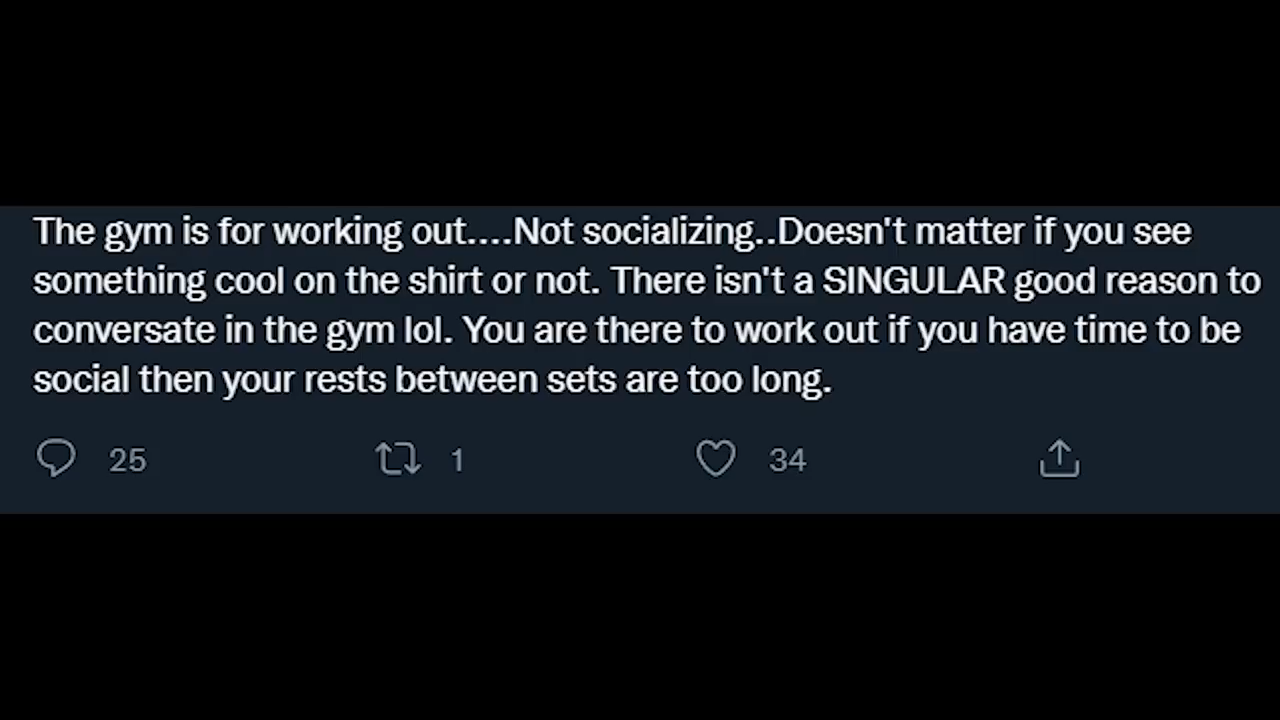 The gym is for working out....Not socializing..Doesn't matter if you see
something cool on the shirt or not. There isn't a SINGULAR good reason to
conversate in the gym lol. You are there to work out if you have time to be
social then your rests between sets are too long.
25 1 34